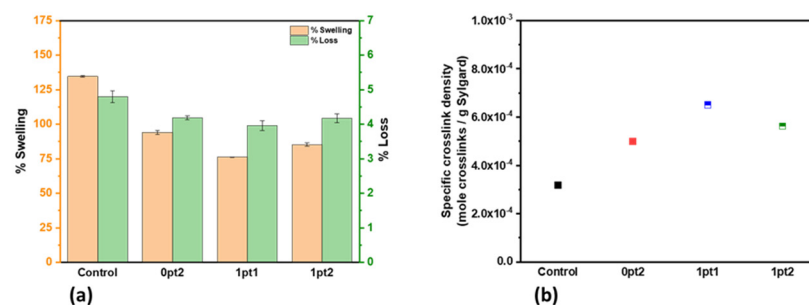 175
150
125
100
75
50
25
0
% Swelling
% Swelling
% Loss
7
6
5
4
3
2
1
0
% Loss
Control 0pt2 1pt1 1pt2
(a)
1.0x10⁻³
8.0x10⁻⁴
6.0x10⁻⁴
4.0x10⁻⁴
2.0x10⁻⁴
0.0
Specific crosslink density
(mole crosslinks / g Sylgard)
Control 0pt2 1pt1 1pt2
(b)